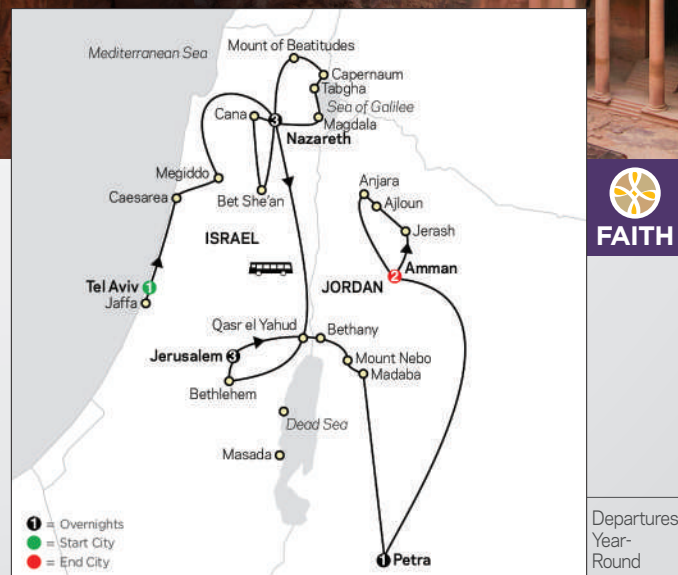 Mediterranean Sea
Mount of Beatitudes
Capernaum
Tabgha
Sea of Galilee
Cana
3
Magdala
Nazareth
Megiddo
Anjara
Caesarea
Bet She'an
Ajloun
Jerash
ISRAEL
FAITH
Amman
2
Tel Aviv 1
JORDAN
Jaffa
Qasr el Yahud
Bethany
Jerusalem 3
Mount Nebo
Madaba
Bethlehem
Dead Sea
Masada
1 = Overnights
= Start City
= End City
1 Petra
Departures
Year-
Round